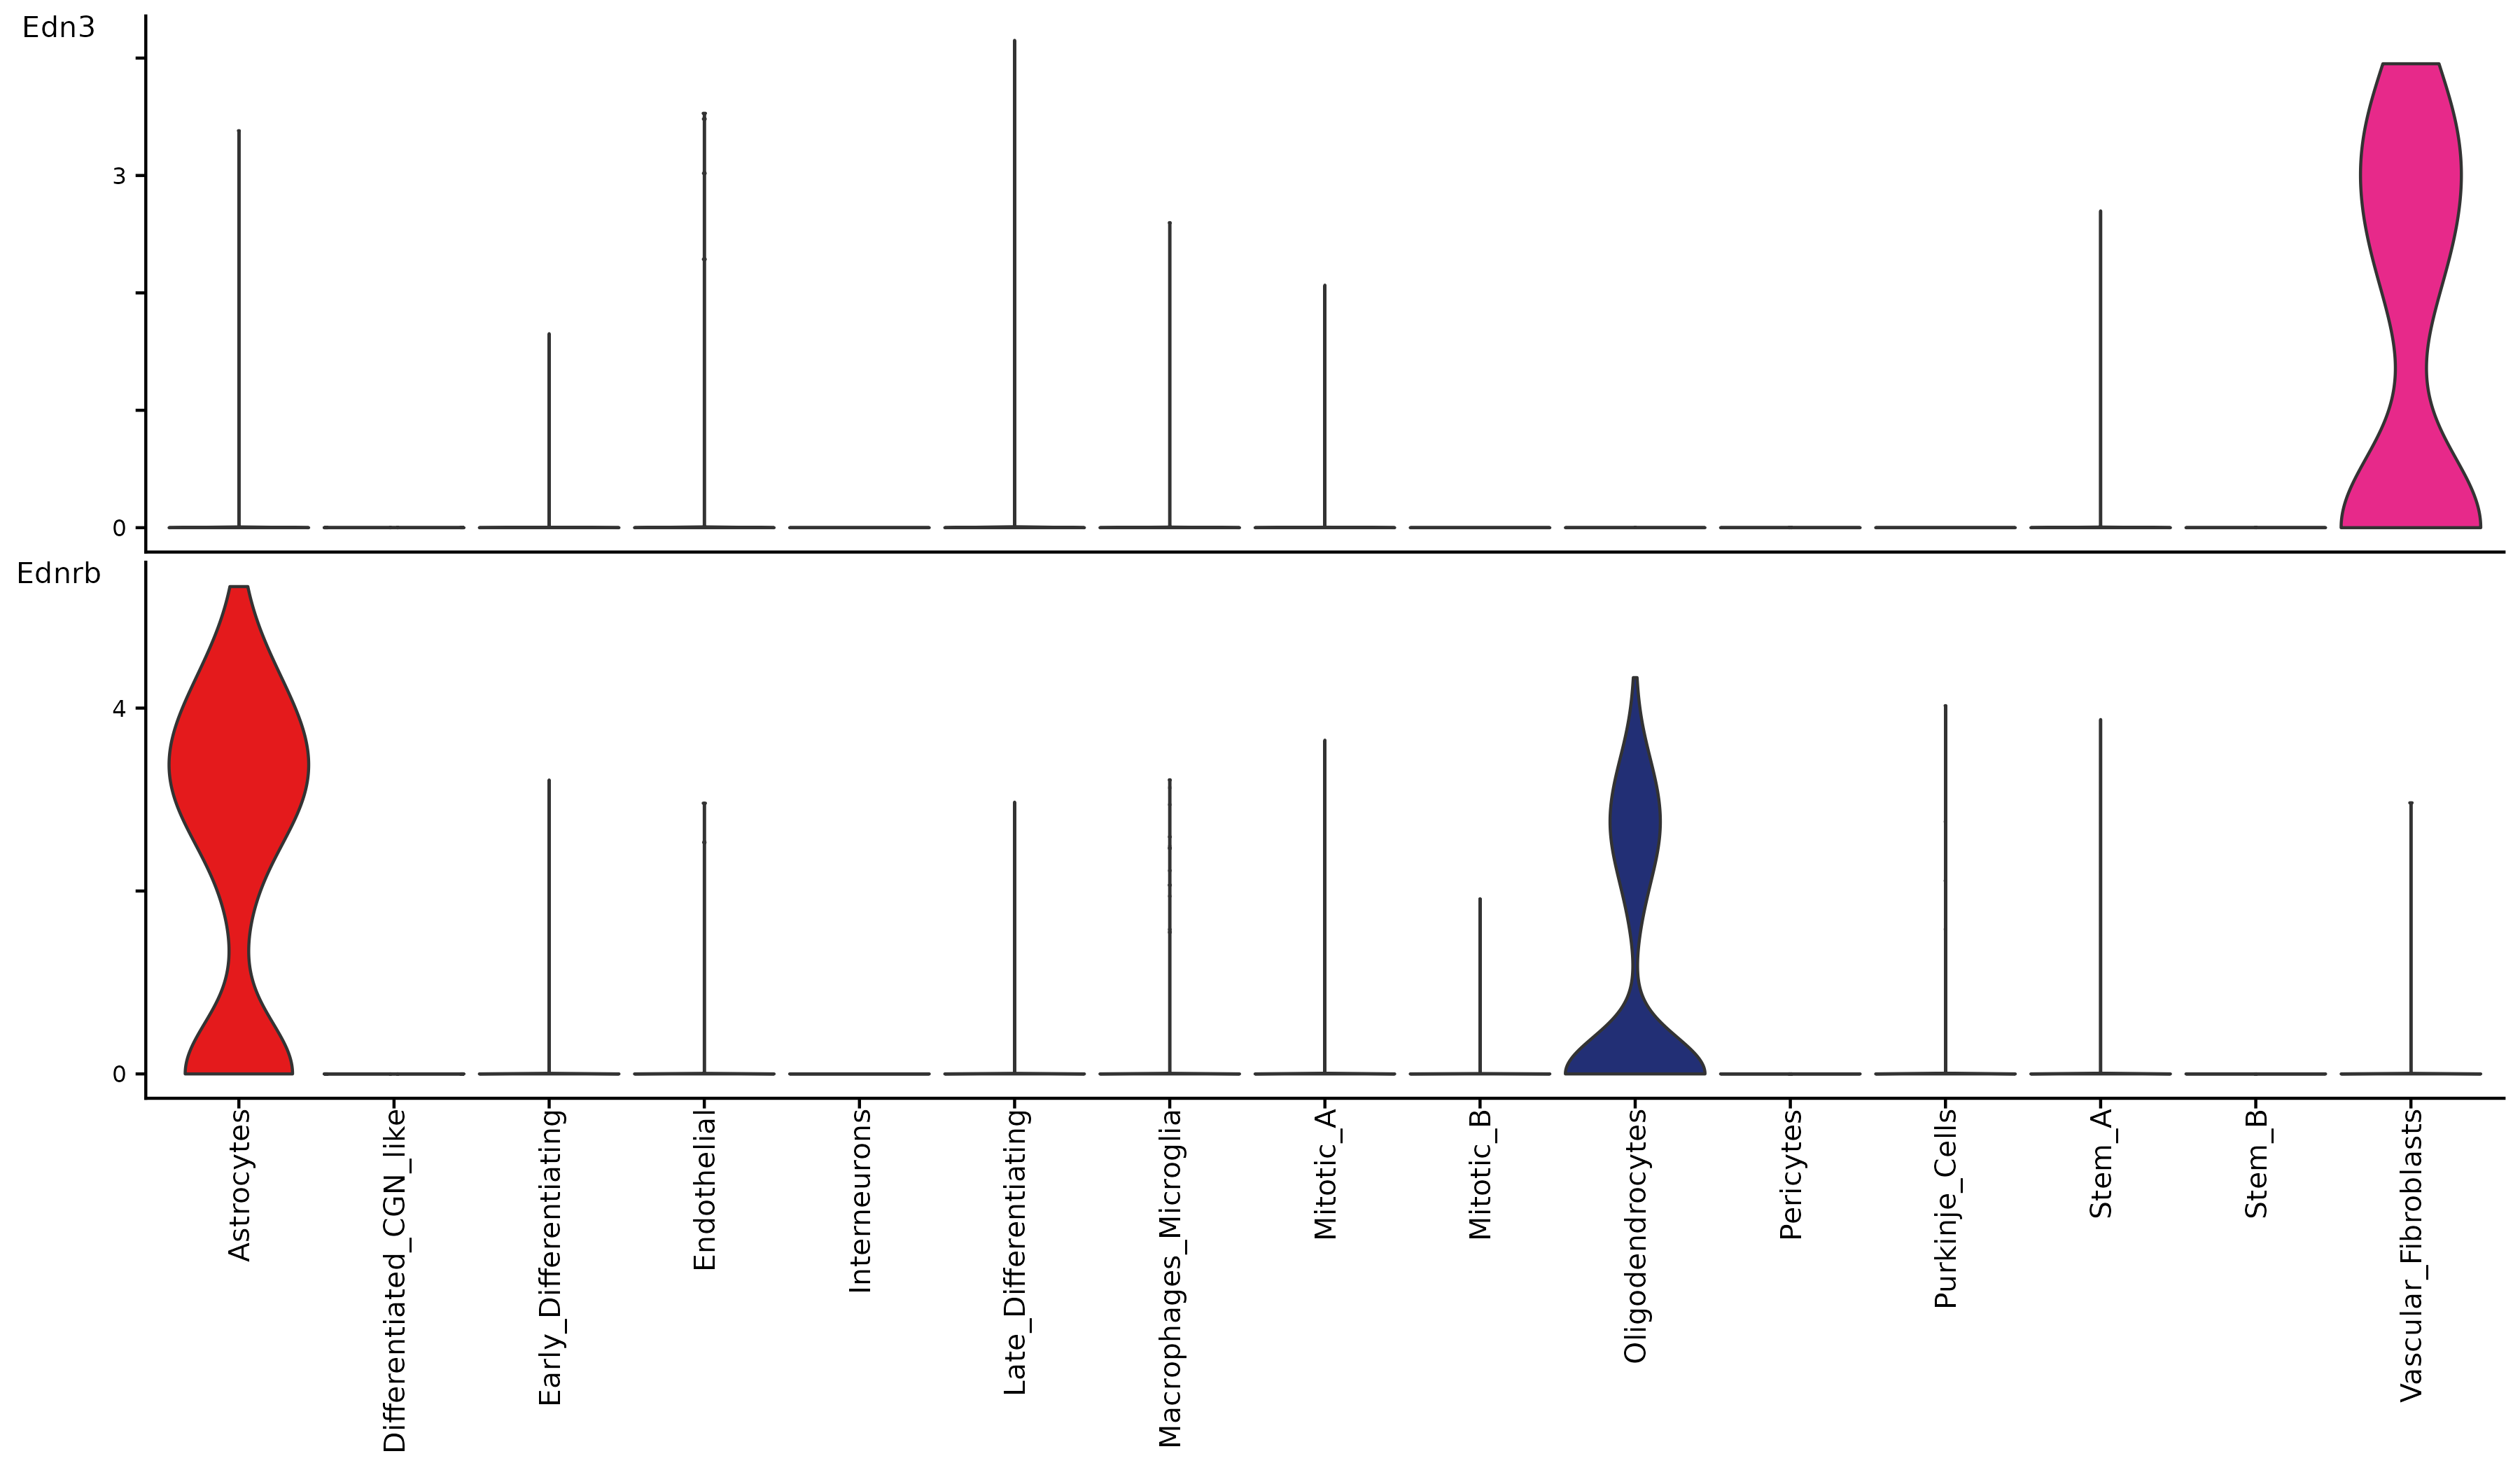 Edn3
3
0
Ednrb
4
0
Astrocytes
Differentiated_CGN_like
Early_Differentiating
Endothelial
Interneurons
Late_Differentiating
Macrophages_Microglia
Mitotic_A
Mitotic_B
Oligodendrocytes
Pericytes
Purkinje_Cells
Stem_A
Stem_B
Vascular_Fibroblasts